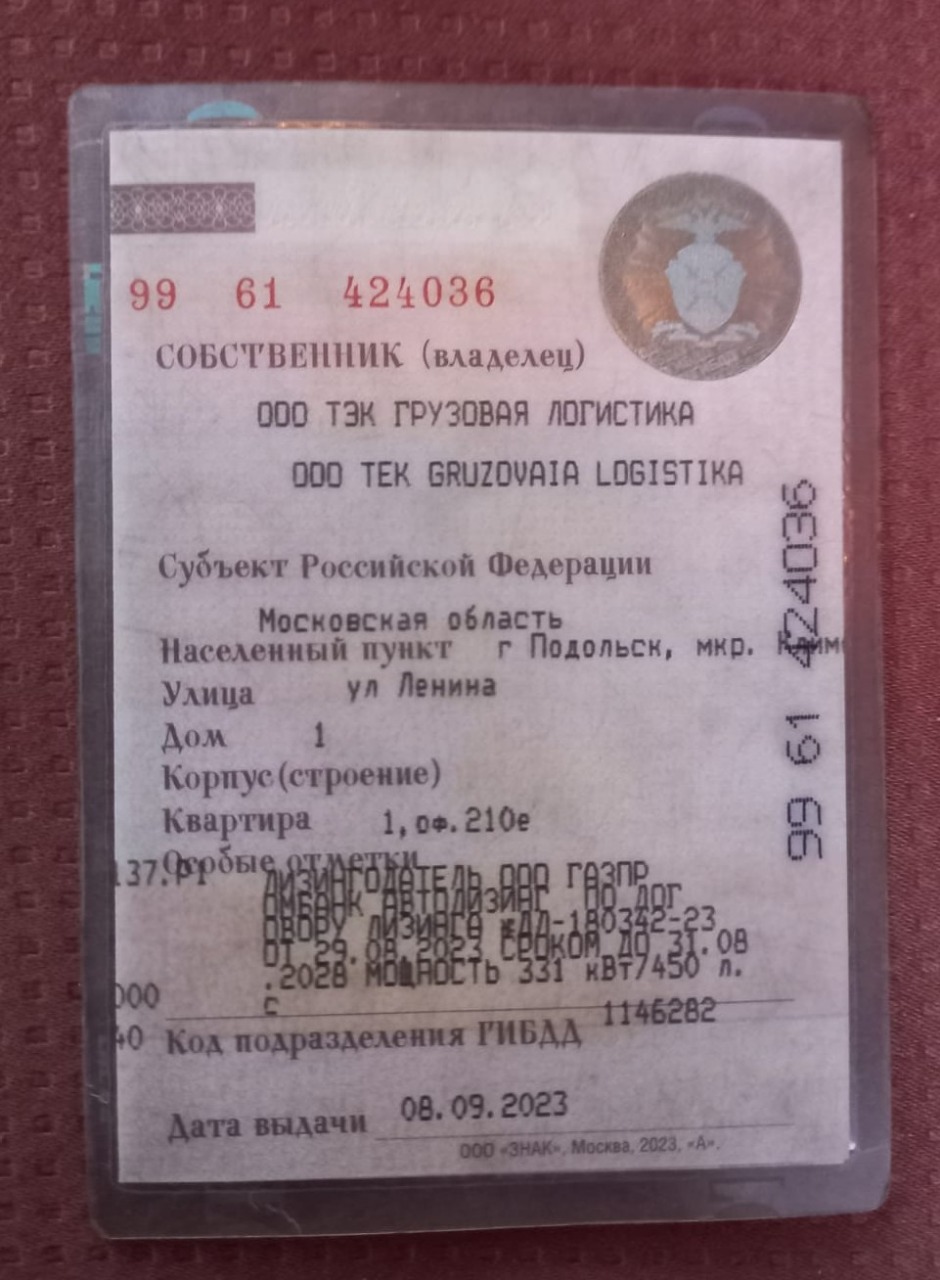 99 61 424036
СОБСТВЕННИК (владелец)
ООО ТЭК ГРУЗОВАЯ ЛОГИСТИКА
OOO TEK GRUZOVAIA LOGISTIKA
Субъект Российской Федерации
Московская область
Населенный пункт г Подольск, мкр.
Улица ул Ленина
Дом 1
Корпус (строение)
Квартира 1,оф.210е
Особые отметки
ЛИЗИНГОДАТЕЛЬ ООО ГАЗПР
ОМБАНК АВТОЛИЗИНГ ПО ДОГ
ОВОРУ ЛИЗИНГА ДЛ-180342-23
ОТ 29.08.2023 СРОКОМ ДО 31.08
.2028 МОЩНОСТЬ 331 кВт/450 л.
с
Код подразделения ГИБДД 1146282
Дата выдачи 08.09.2023
ООО «ЗНАК», Москва, 2023, «А».
99 61 424036